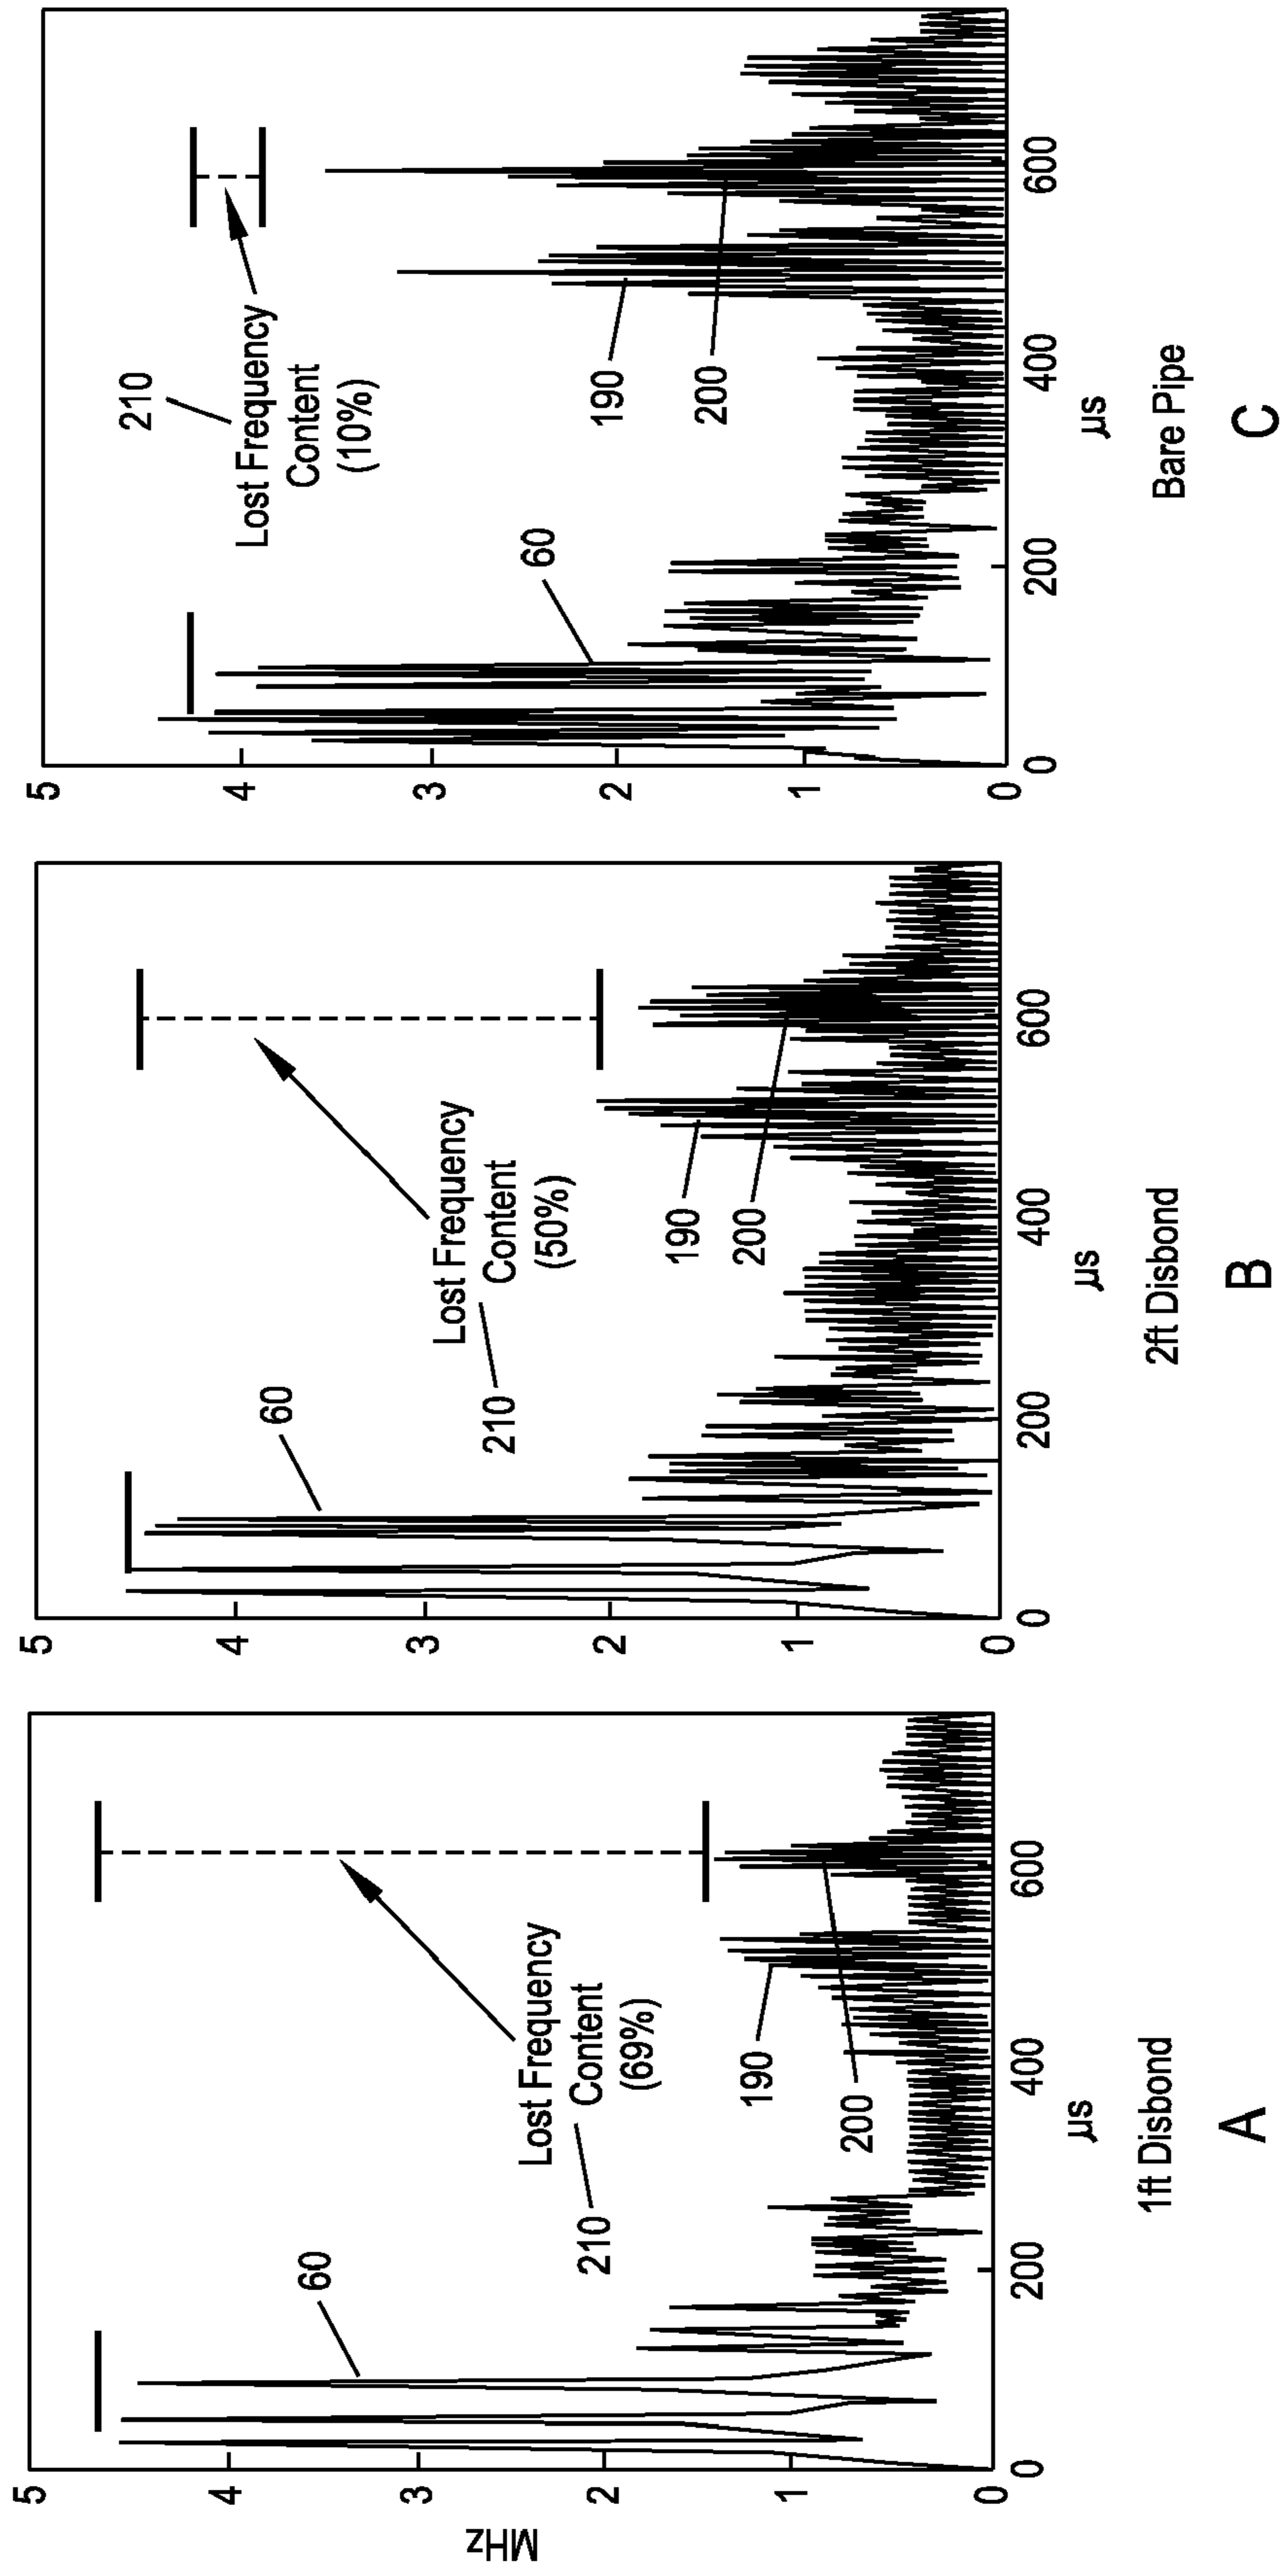 MHz
5
4
3
2
1
0
0
200
400
600
µs
60
210
Lost Frequency
Content
(69%)
190
200
1ft Disbond
A
5
4
3
2
1
0
0
200
400
600
µs
60
210
Lost Frequency
Content
(50%)
190
200
2ft Disbond
B
5
4
3
2
1
0
0
200
400
600
µs
60
210
Lost Frequency
Content
(10%)
190
200
Bare Pipe
C